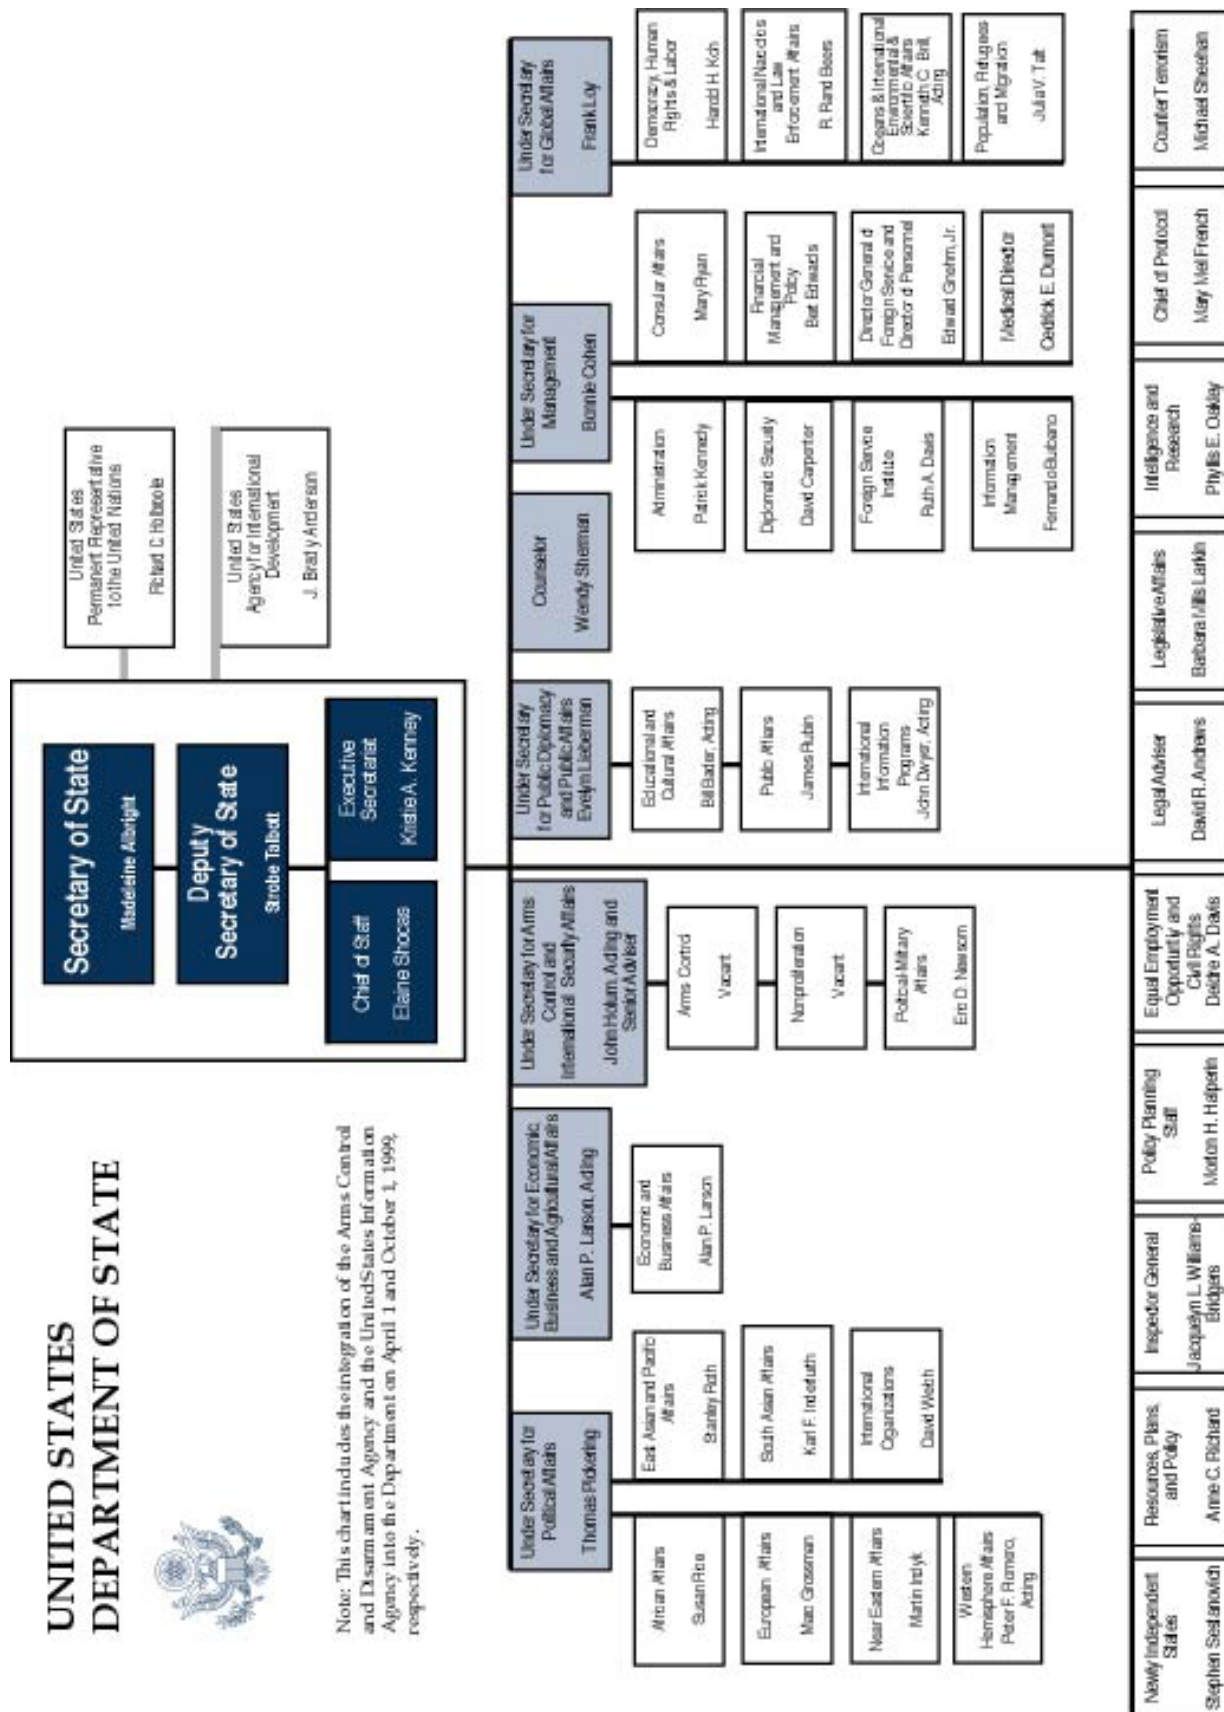 UNITED STATES
DEPARTMENT OF STATE
Note: This chart includes the integration of the Arms Control
and Disarmament Agency and the United States Information
Agency into the Department on April 1 and October 1, 1999,
respectively.
Secretary of State
Madeleine Albright
Deputy
Secretary of State
Strobe Talbott
Chief of Staff
Elaine Shocas
Executive
Secretariat
Kristie A. Kenney
United States
Permanent Representative
to the United Nations
Richard C. Holbrooke
United States
Agency for International
Development
J. Brady Anderson
Under Secretary for
Political Affairs
Thomas Pickering
African Affairs
Susan Rice
European Affairs
Marc Grossman
Near Eastern Affairs
Martin Indyk
Western
Hemisphere Affairs
Peter F. Romero,
Acting
East Asian and Pacific
Affairs
Stanley Roth
South Asian Affairs
Karl F. Inderfurth
International
Organizations
David Welch
Under Secretary for Economic,
Business and Agricultural Affairs
Alan P. Larson, Acting
Economic and
Business Affairs
Alan P. Larson
Under Secretary for Arms
Control and
International Security Affairs
John Holum, Acting and
Senior Adviser
Arms Control
Vacant
Nonproliferation
Vacant
Political-Military
Affairs
Eric D. Newsom
Under Secretary
for Public Diplomacy
and Public Affairs
Evelyn Lieberman
Educational and
Cultural Affairs
Bill Bader, Acting
Public Affairs
James Rubin
International
Information
Programs
John Dwyer, Acting
Counselor
Wendy Sherman
Under Secretary for
Management
Bonnie Cohen
Administration
Patrick Kennedy
Diplomatic Security
David Carpenter
Foreign Service
Institute
Ruth A. Davis
Information
Management
Fernando Burbano
Consular Affairs
Mary Ryan
Financial
Management and
Policy
Bert Edwards
Director General of
Foreign Service and
Director of Personnel
Edward Gnehm, Jr.
Medical Director
Cedrick E. Dumont
Under Secretary
for Global Affairs
Frank Loy
Democracy, Human
Rights & Labor
Harold H. Koh
International Narcotics
and Law
Enforcement Affairs
R. Rand Beers
Oceans & International
Environmental &
Scientific Affairs
Kenneth C. Brill,
Acting
Population, Refugees
and Migration
Julia V. Taft
Newly Independent
States
Stephen Sestanovich
Resources, Plans,
and Policy
Anne C. Richard
Inspector General
Jacquelyn L. Williams-
Bridgers
Policy Planning
Staff
Morton H. Halperin
Equal Employment
Opportunity and
Civil Rights
Deidre A. Davis
Legal Adviser
David R. Andrews
Legislative Affairs
Barbara Mills Larkin
Intelligence and
Research
Phyllis E. Oakley
Chief of Protocol
Mary Mel French
Counter Terrorism
Michael Sheehan